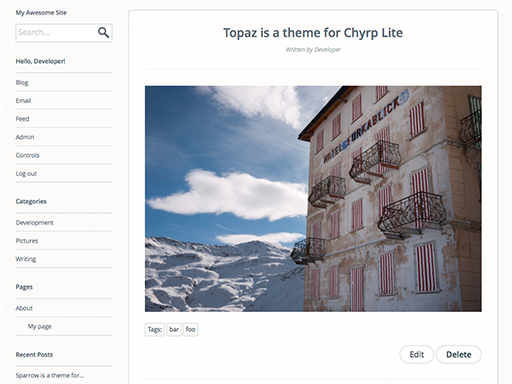 My Awesome Site
Search...
Hello, Developer!
Blog
Email
Feed
Admin
Controls
Log out
Categories
Development
Pictures
Writing
Pages
About
My page
Recent Posts
Sparrow is a theme for...
Topaz is a theme for Chyrp Lite
Written by Developer
HOTEL FURKABLICK
Tags: bar foo
Edit Delete